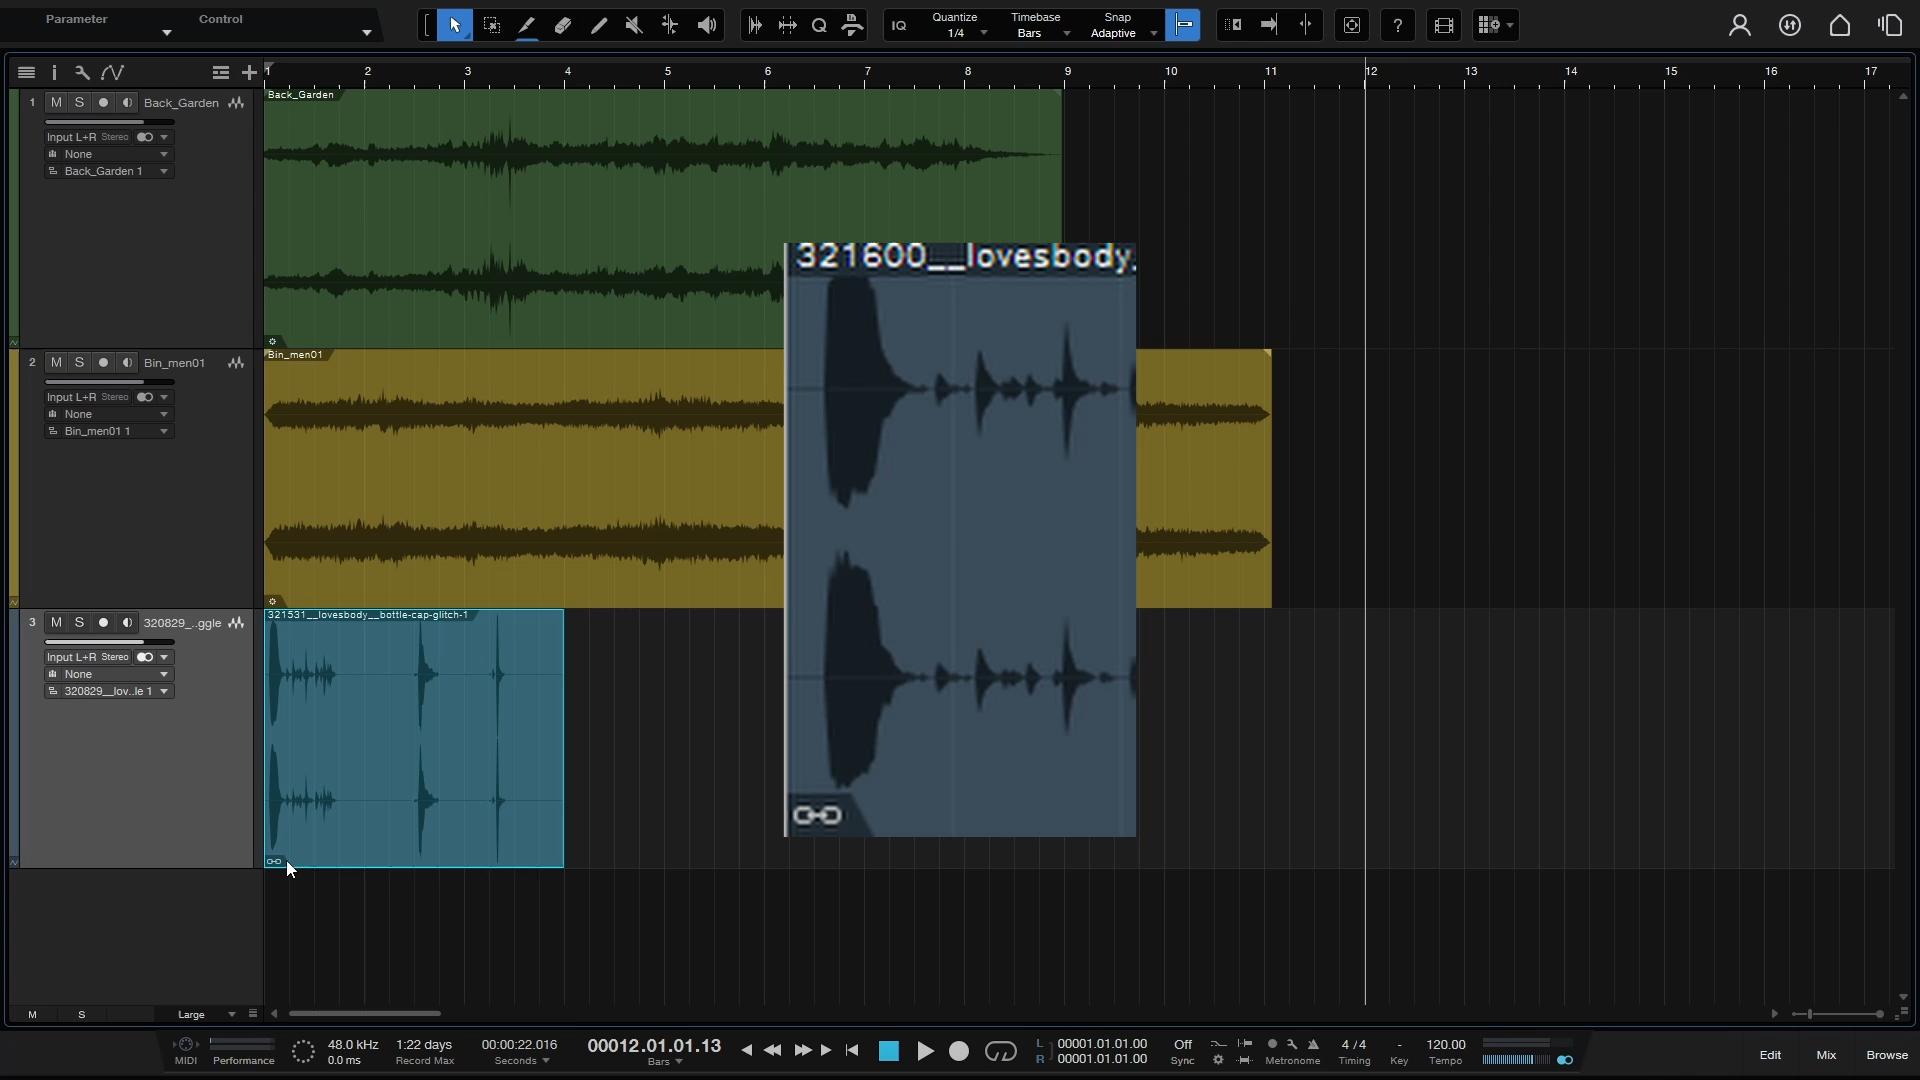 Parameter
Control
IQ
Quantize
1/4
Timebase
Bars
Snap
Adaptive
?
1 2 3 4 5 6 7 8 9 10 11 12 13 14 15 16 17
1 M S Back_Garden
Input L+R Stereo
None
Back_Garden 1
Back_Garden
2 M S Bin_men01
Input L+R Stereo
None
Bin_men01 1
Bin_men01
3 M S 320829_..ggle
Input L+R Stereo
None
320829__lov..le 1
321531__lovesbody__bottle-cap-glitch-1
321600__lovesbody_
M S Large
MIDI
Performance
48.0 kHz
0.0 ms
1:22 days
Record Max
00:00:22.016
Seconds
00012.01.01.13
Bars
L 00001.01.01.00
R 00001.01.01.00
Off
Sync
Metronome
4 / 4
Timing
-
Key
120.00
Tempo
Edit
Mix
Browse